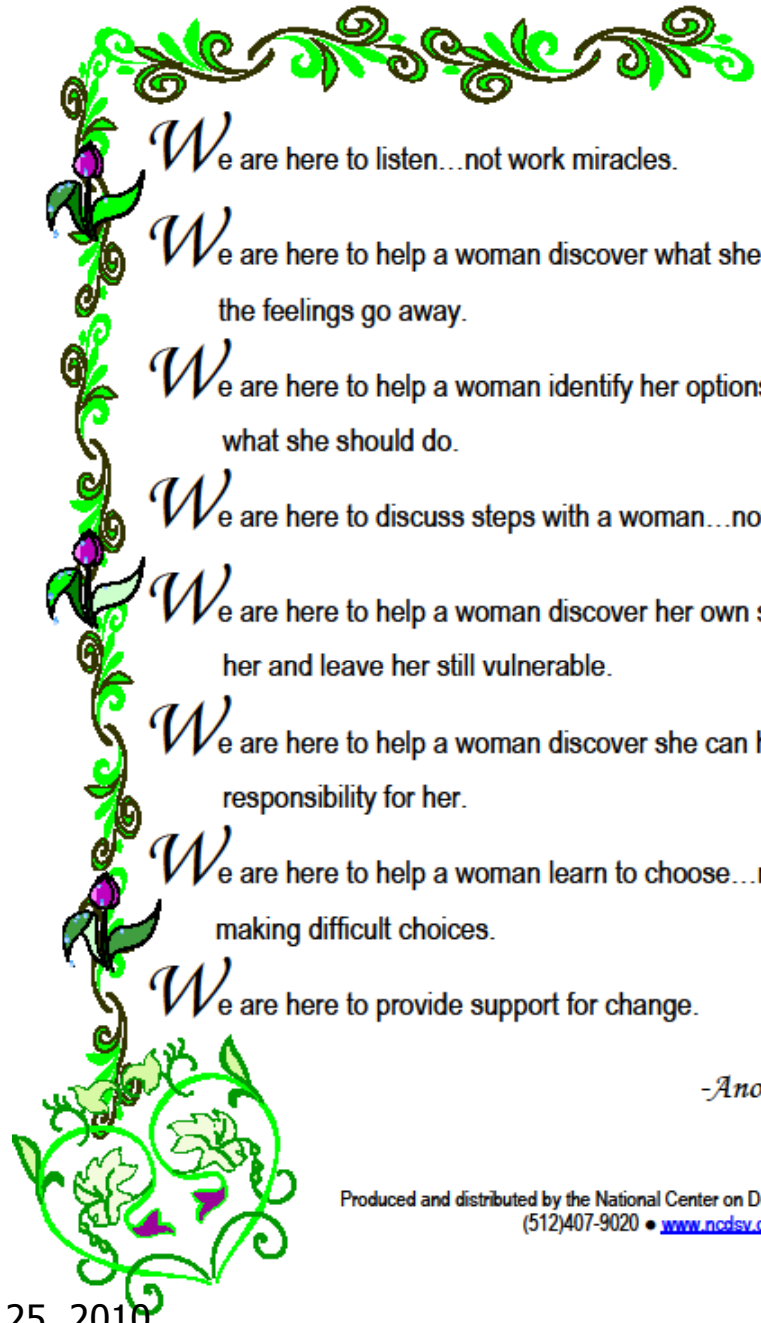 We are here to listen…not work miracles.
We are here to help a woman discover what she
the feelings go away.
We are here to help a woman identify her options
what she should do.
We are here to discuss steps with a woman…no
We are here to help a woman discover her own s
her and leave her still vulnerable.
We are here to help a woman discover she can h
responsibility for her.
We are here to help a woman learn to choose…
making difficult choices.
We are here to provide support for change.
-Ano
Produced and distributed by the National Center on D
(512)407-9020 ● www.ncdsv.
25, 2010